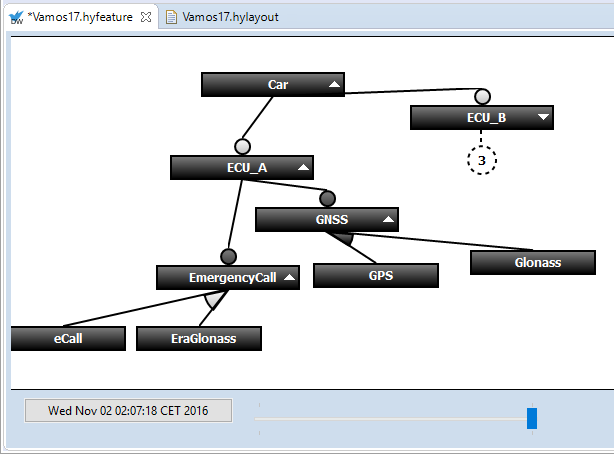 *Vamos17.hyfeature
Vamos17.hylayout
DW
Car
ECU_B
3
ECU_A
GNSS
Glonass
EmergencyCall
GPS
eCall
EraGlonass
Wed Nov 02 02:07:18 CET 2016